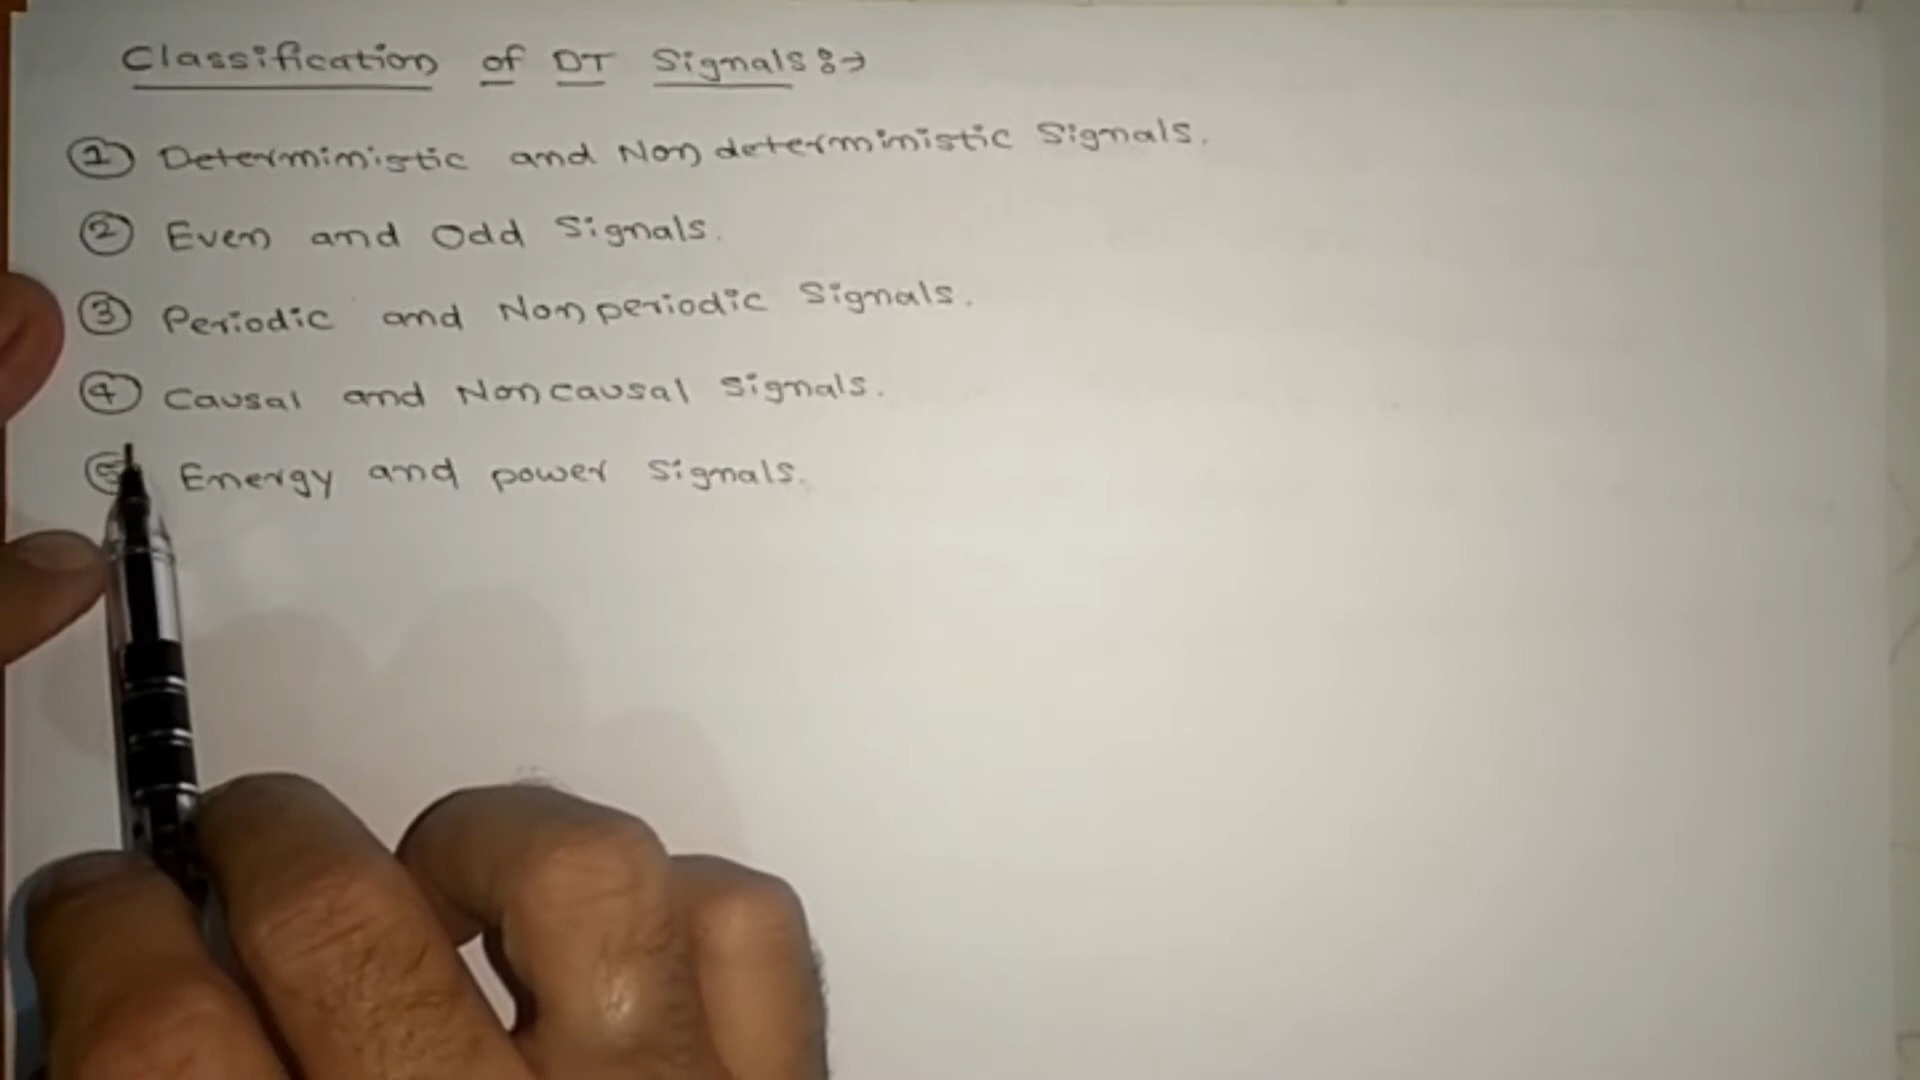 Classification of DT Signals :→
① Deterministic and Non deterministic Signals.
② Even and Odd Signals.
③ Periodic and Non periodic Signals.
④ Causal and Non causal Signals.
⑤ Energy and power Signals.